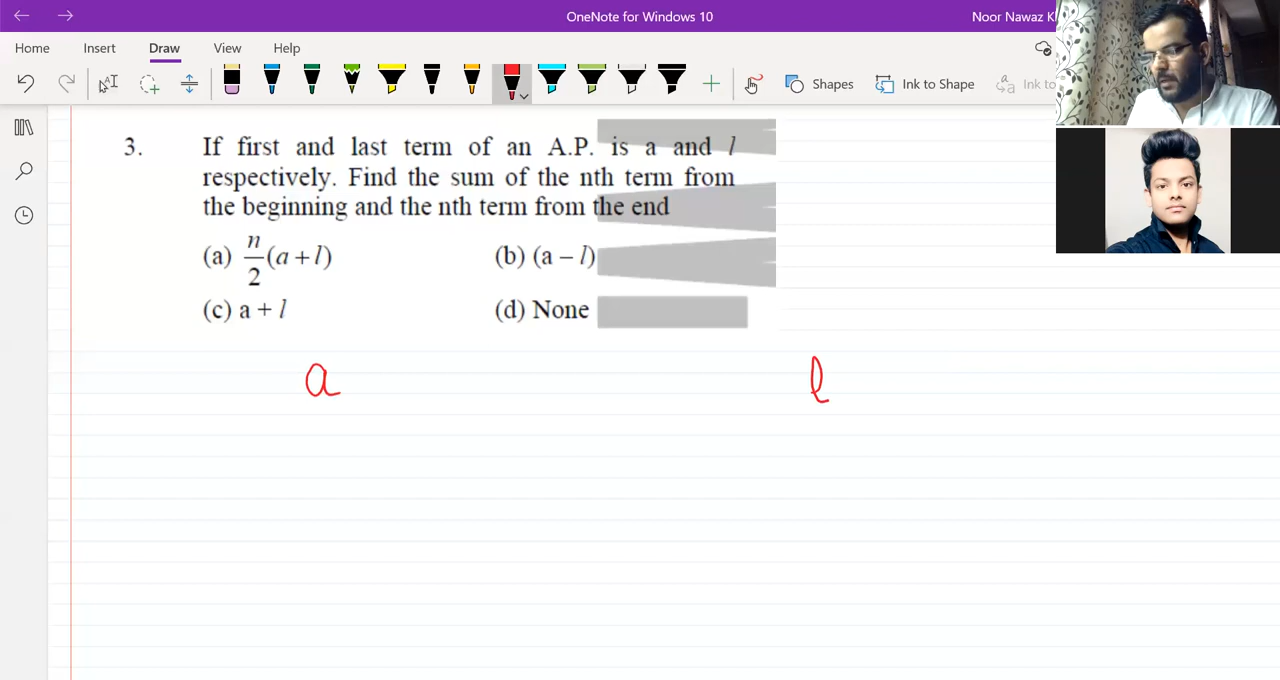 OneNote for Windows 10
Noor Nawaz Kh
Home Insert Draw View Help
Shapes Ink to Shape Ink to
3. If first and last term of an A.P. is a and l
respectively. Find the sum of the nth term from
the beginning and the nth term from the end
(a) n/2 (a + l) (b) (a – l)
(c) a + l (d) None
a l